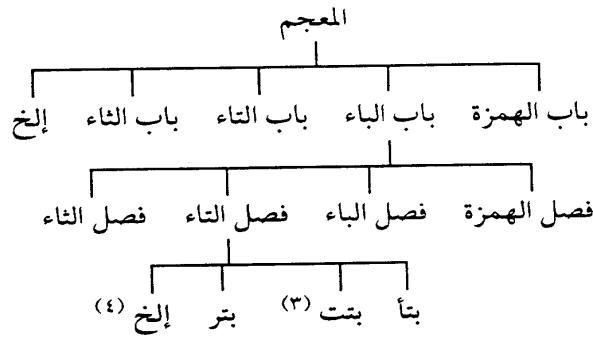 المعجم
باب الهمزة باب الباء باب التاء باب الثاء إلخ
فصل الهمزة فصل الباء فصل التاء فصل الثاء
بتأ بتت (٣) بتر إلخ (٤)